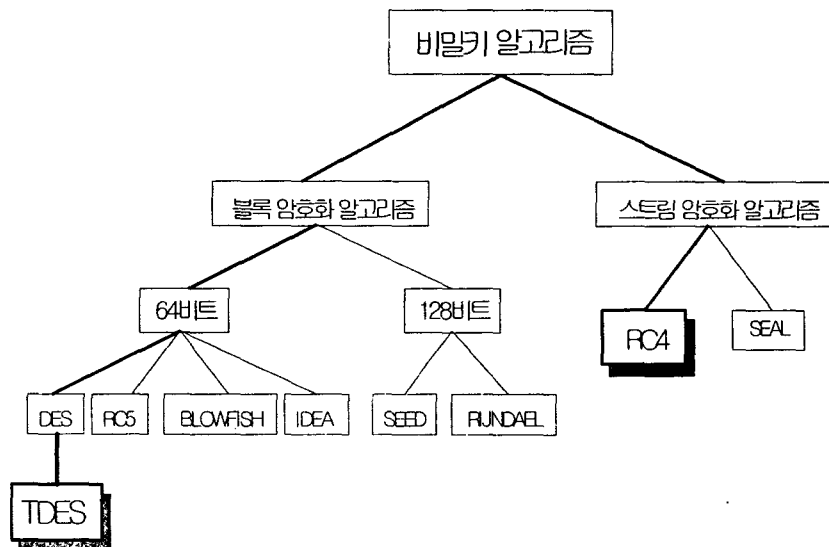 비밀키 알고리즘
블록 암호화 알고리즘
스트림 암호화 알고리즘
64비트
128비트
RC4
SEAL
DES
RC5
BLOWFISH
IDEA
SEED
RIJNDAEL
TDES